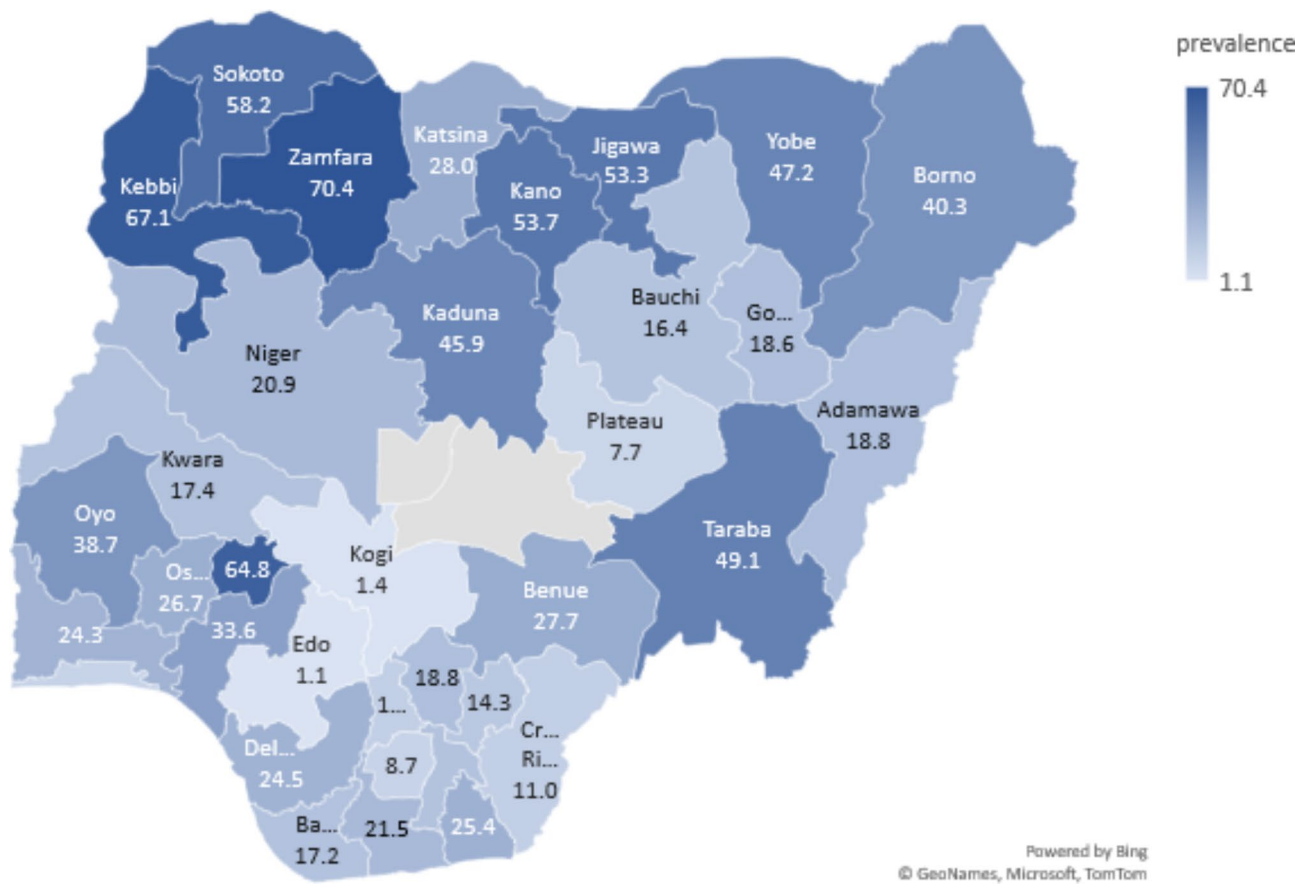 prevalence
70.4
1.1
Sokoto
58.2
Kebbi
67.1
Zamfara
70.4
Katsina
28.0
Kano
53.7
Jigawa
53.3
Yobe
47.2
Borno
40.3
Kaduna
45.9
Bauchi
16.4
Go...
18.6
Niger
20.9
Adamawa
18.8
Plateau
7.7
Kwara
17.4
Oyo
38.7
Taraba
49.1
Kogi
1.4
64.8
Os...
26.7
Benue
27.7
24.3
33.6
Edo
1.1
18.8
14.3
1...
Cr...
Ri...
11.0
Del...
24.5
8.7
Ba...
17.2
21.5
25.4
Powered by Bing
© GeoNames, Microsoft, TomTom